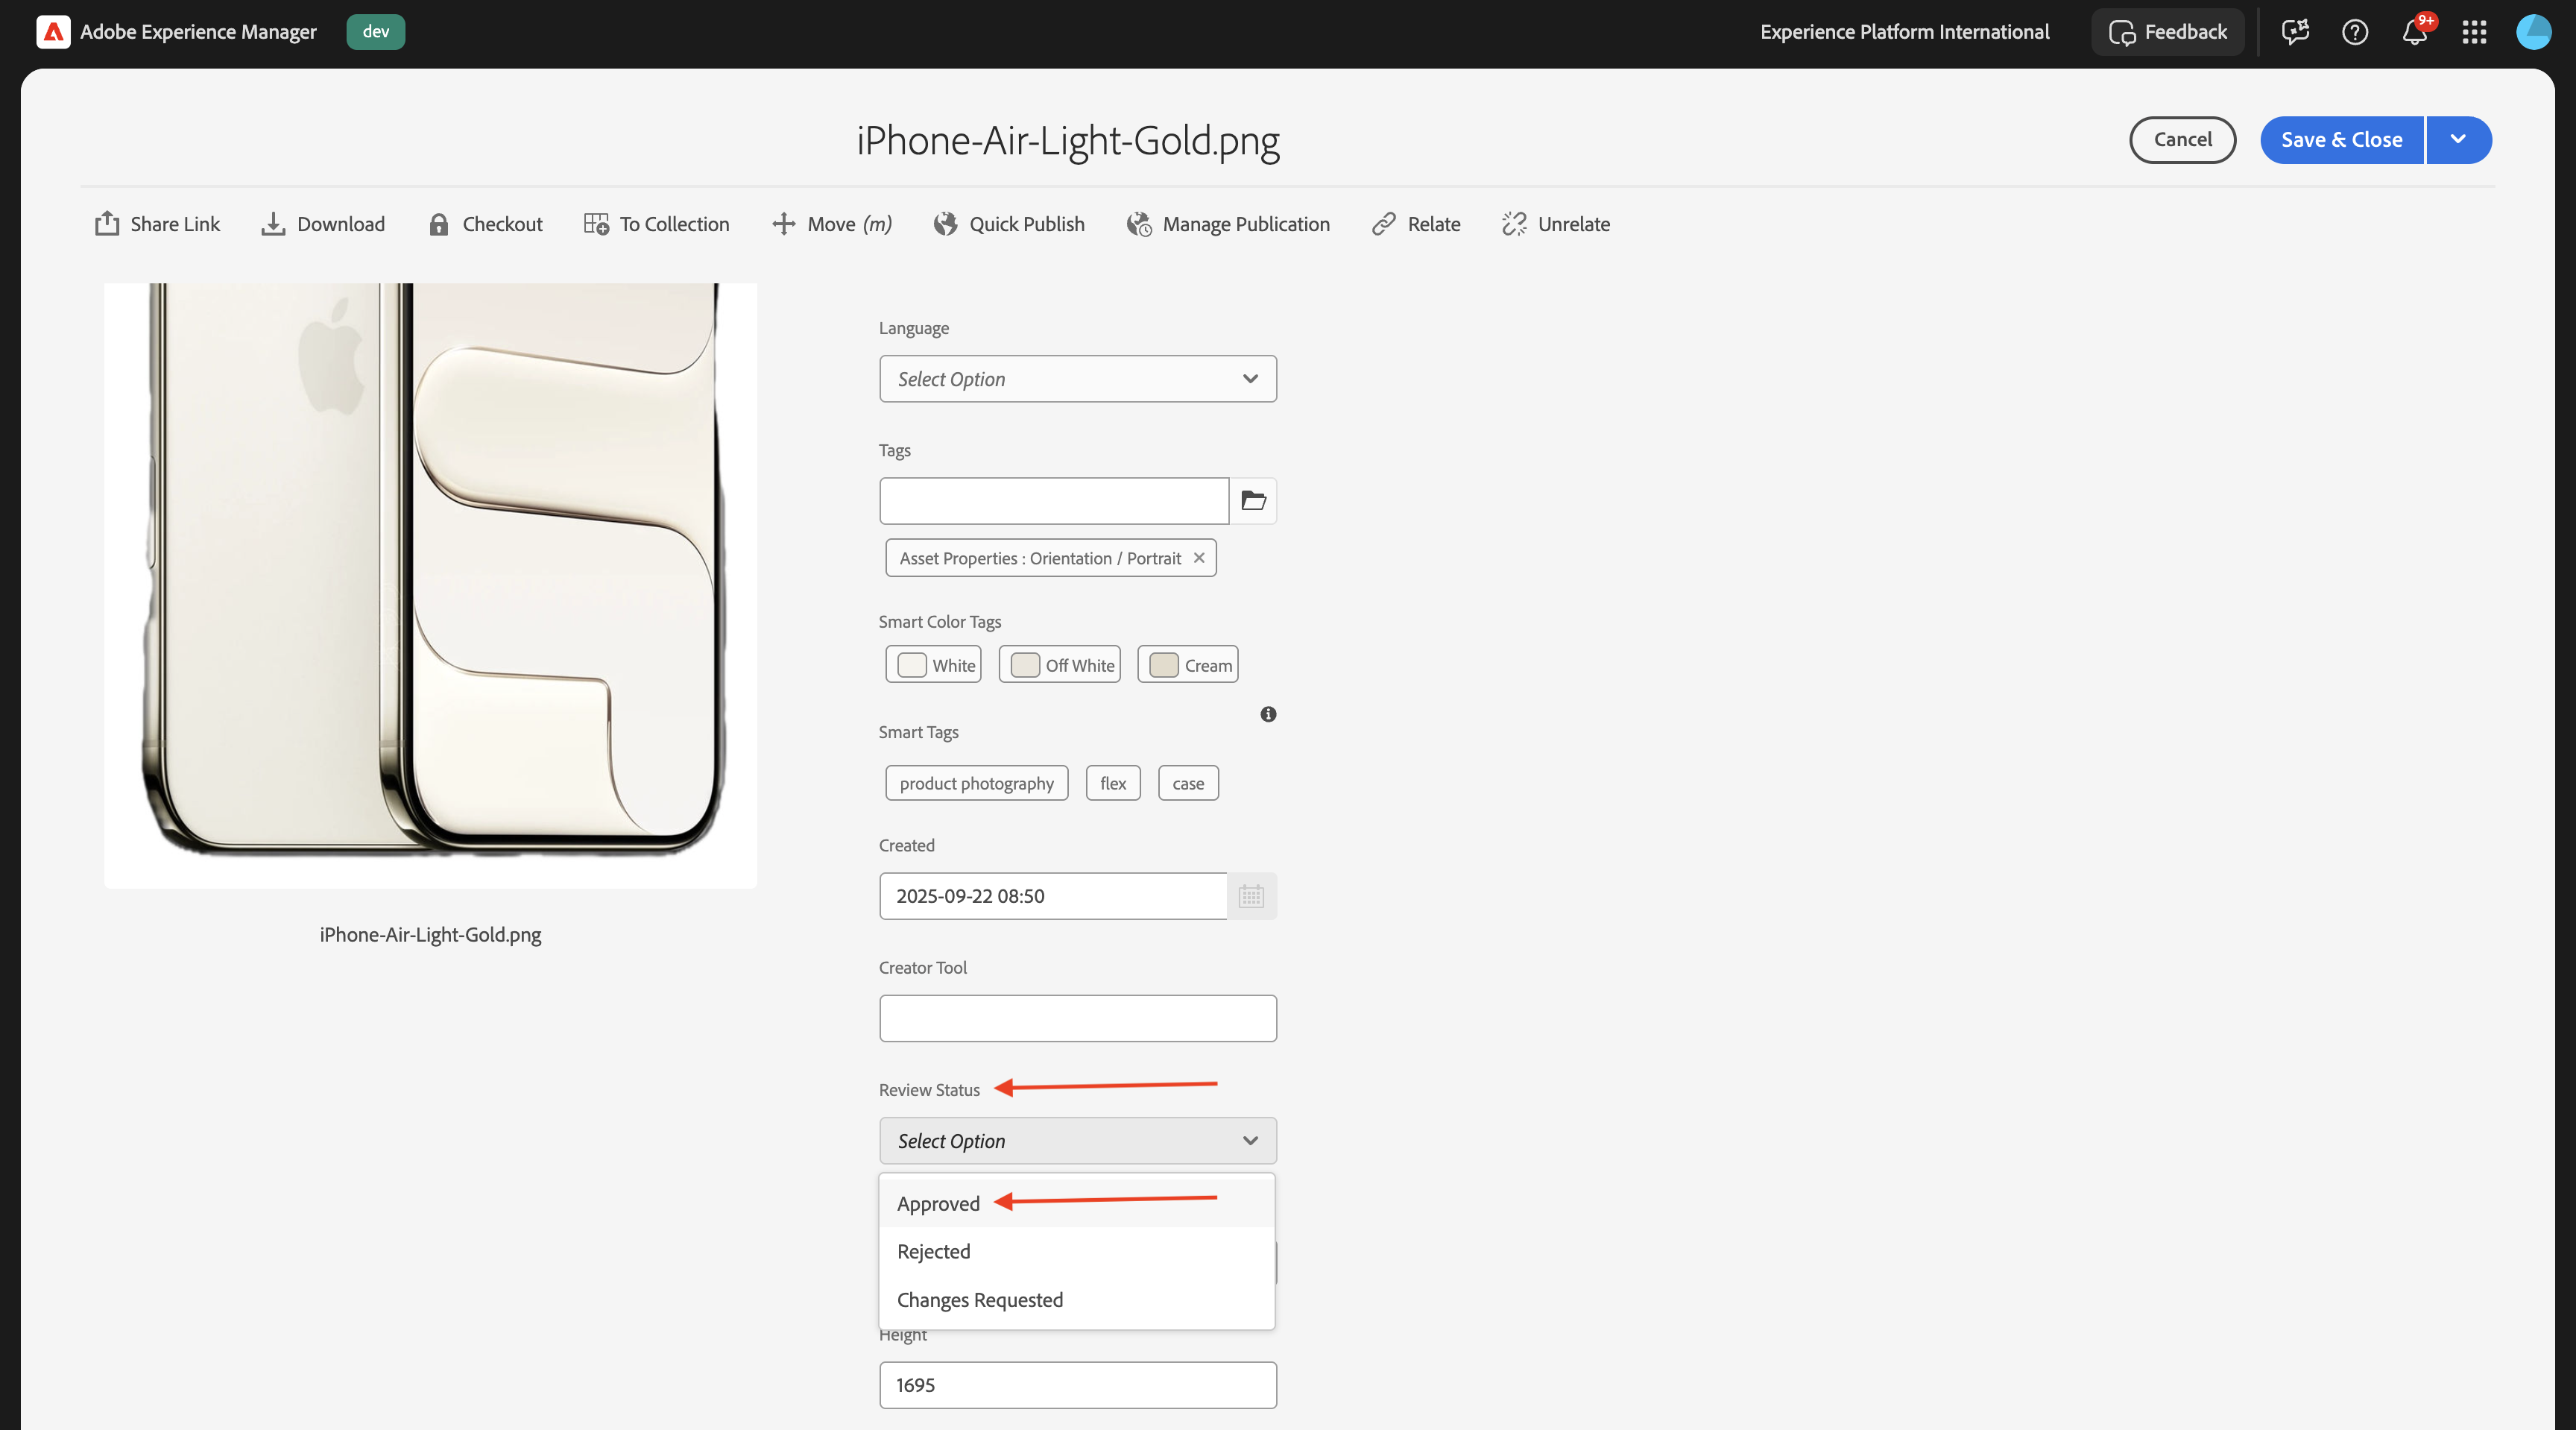 Adobe Experience Manager
dev
Experience Platform International
Feedback
9+
iPhone-Air-Light-Gold.png
Cancel
Save & Close
Share Link
Download
Checkout
To Collection
Move (m)
Quick Publish
Manage Publication
Relate
Unrelate
iPhone-Air-Light-Gold.png
Language
Select Option
Tags
Asset Properties : Orientation / Portrait
Smart Color Tags
White
Off White
Cream
Smart Tags
product photography
flex
case
Created
2025-09-22 08:50
Creator Tool
Review Status
Select Option
Approved
Rejected
Changes Requested
Height
1695